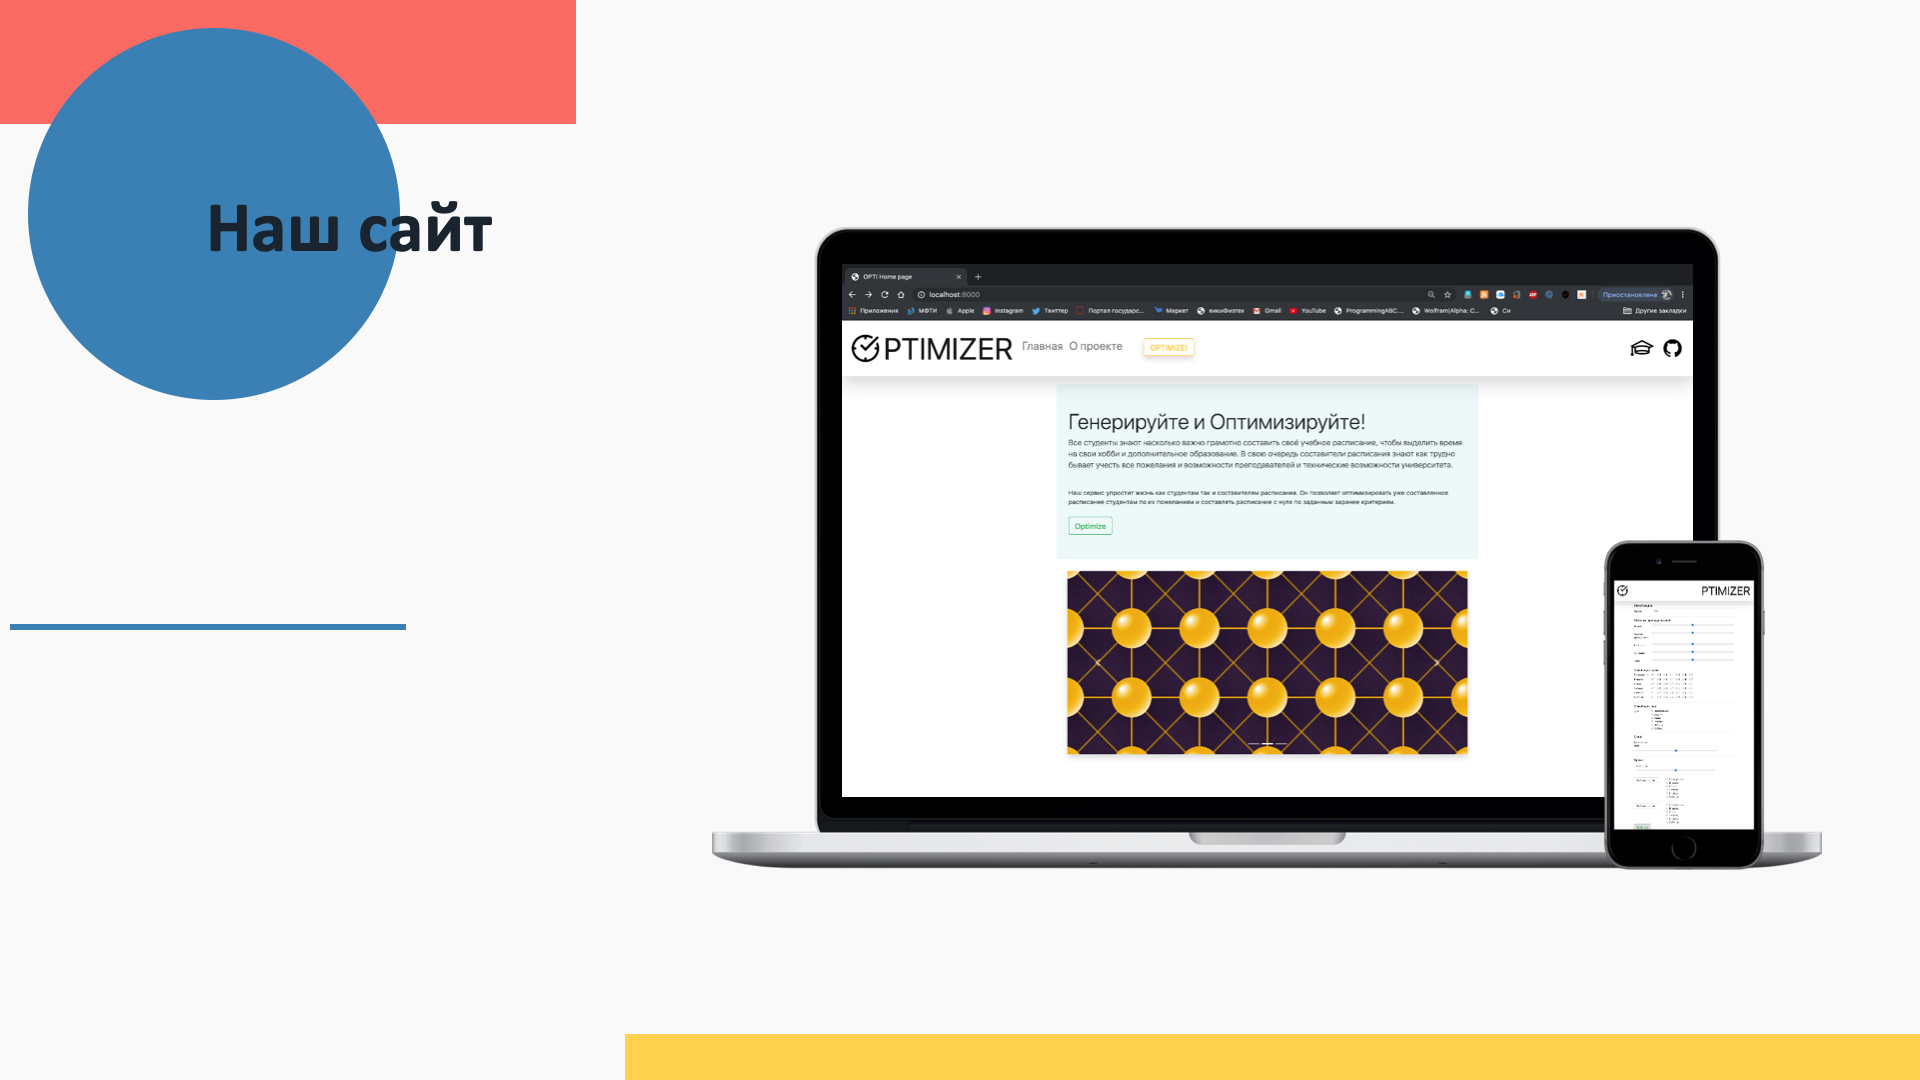 Наш сайт
OPTI Home page
localhost:8000
Приостановлена
Приложения МФТИ Apple Instagram Твиттер Портал государс... Маркет викиФизтех Gmail YouTube ProgrammingABC.... Wolfram|Alpha: C... Си Другие закладки
PTIMIZER Главная О проекте OPTIMIZE!
Генерируйте и Оптимизируйте!
Все студенты знают насколько важно грамотно составить своё учебное расписание, чтобы выделить время
на свои хобби и дополнительное образование. В свою очередь составители расписания знают как трудно
бывает учесть все пожелания и возможности преподавателей и технические возможности университета.
Наш сервис упростит жизнь как студентам так и составителям расписания. Он позволяет оптимизировать уже составленное
расписание студентам по их пожеланиям и составлять расписание с нуля по заданным заранее критериям.
Optimize
PTIMIZER